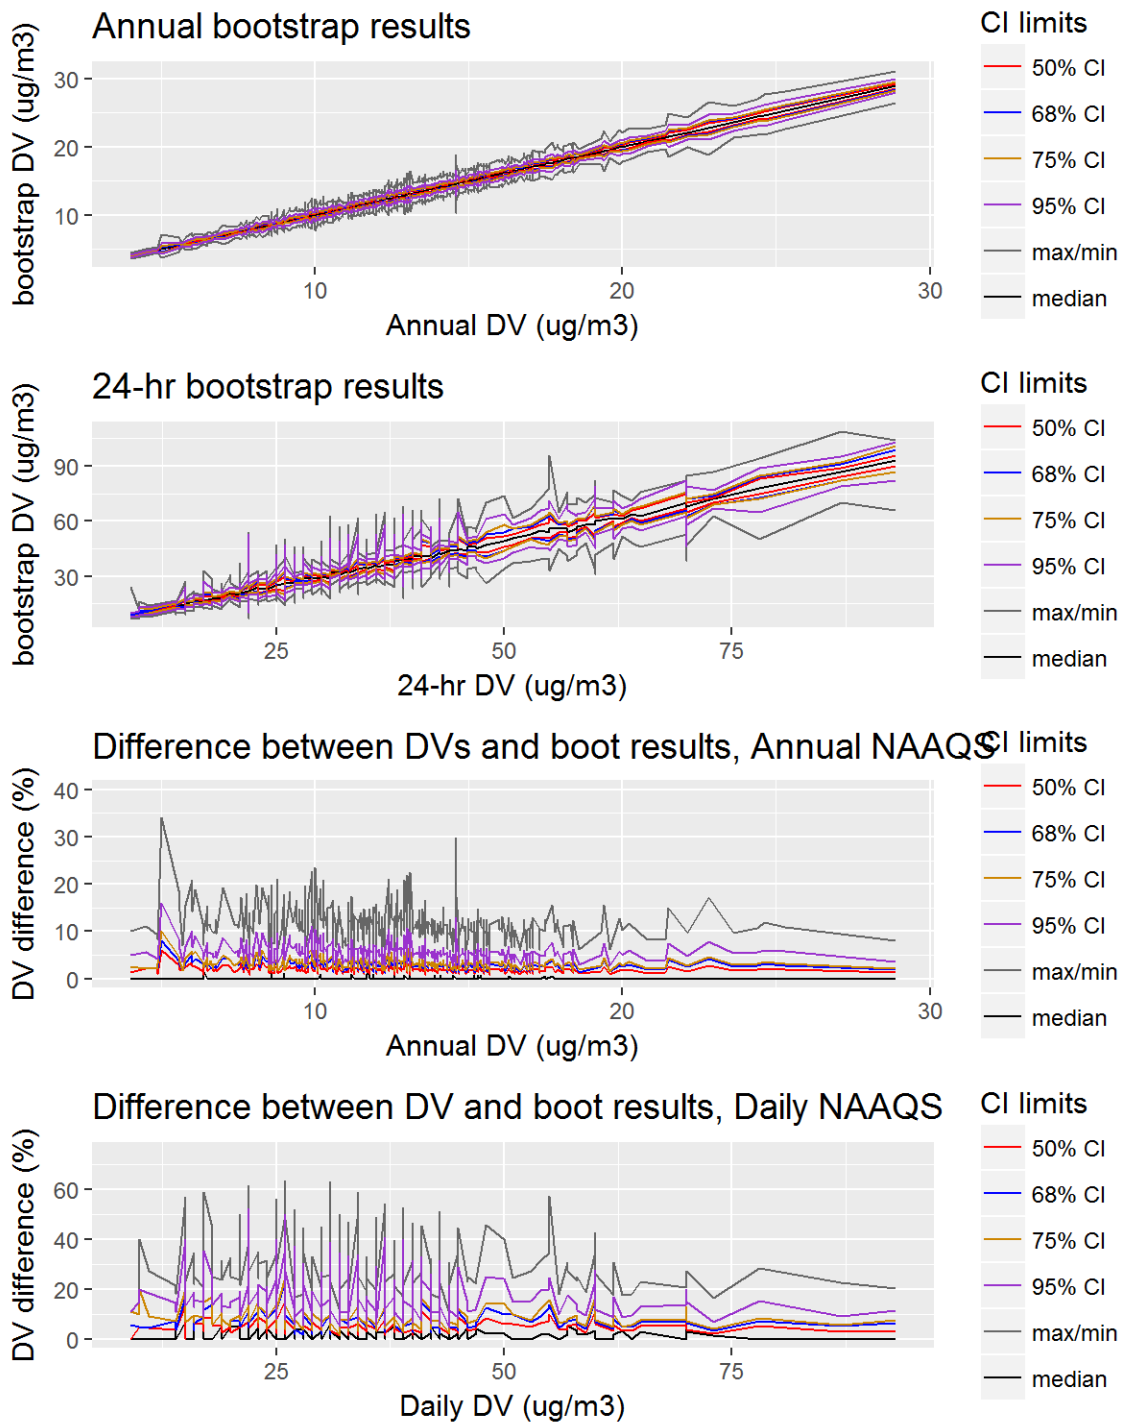 Annual bootstrap results
bootstrap DV (ug/m3)
30
20
10
10 20 30
Annual DV (ug/m3)
CI limits
50% CI
68% CI
75% CI
95% CI
max/min
median
24-hr bootstrap results
bootstrap DV (ug/m3)
90
60
30
25 50 75
24-hr DV (ug/m3)
CI limits
50% CI
68% CI
75% CI
95% CI
max/min
median
Difference between DVs and boot results, Annual NAAQS
DV difference (%)
40
30
20
10
0
10 20 30
Annual DV (ug/m3)
CI limits
50% CI
68% CI
75% CI
95% CI
max/min
median
Difference between DV and boot results, Daily NAAQS
DV difference (%)
60
40
20
0
25 50 75
Daily DV (ug/m3)
CI limits
50% CI
68% CI
75% CI
95% CI
max/min
median